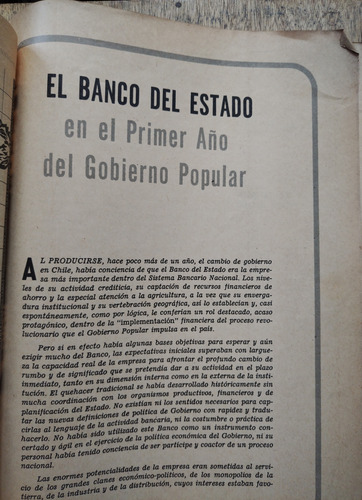 EL BANCO DEL ESTADO
en el Primer Año
del Gobierno Popular
AL PRODUCIRSE, hace poco más de un año, el cambio de gobierno
en Chile, había conciencia de que el Banco del Estado era la empre-
sa más importante dentro del Sistema Bancario Nacional. Los nive-
les de su actividad crediticia, su captación de recursos financieros de
ahorro y la especial atención a la agricultura, a la vez que su enverga-
dura institucional y su vertebración geográfica, así lo establecían y, casi
espontáneamente, como por lógica, le conferían un rol destacado, acaso
protagónico, dentro de la "implementación" financiera del proceso revo-
lucionario que el Gobierno Popular impulsa en el país.
Pero si en efecto había algunas bases objetivas para esperar y aún
exigir mucho del Banco, las expectativas iniciales superaban con largue-
sa la capacidad real de la empresa para afrontar el profundo cambio de
rumbo y de significado que se pretendía dar a su actividad en el plazo
inmediato, tanto en su dimensión interna como en la externa de la insti-
tución. El quehacer tradicional se había desarrollado históricamente sin
mucha coordinación con los organismos productivos, financieros y de
planificación del Estado. No existían ni los sentidos necesarios para cap-
tar las nuevas definiciones de política de Gobierno con rapidez y tradu-
cirlas al lenguaje de la actividad bancaria, ni la costumbre o práctica de
hacerlo. No había sido utilizado este Banco como un instrumento con-
certado y ágil en el ejercicio de la política económica del Gobierno, ni su
personal había tenido conciencia de ser partícipe y coactor de un proceso
nacional.
Las enormes potencialidades de la empresa eran sometidas al servi-
cio de los grandes clanes económico-políticos, de los monopolios de la
tierra, de la industria y de la distribución, cuyos intereses estaban favo-